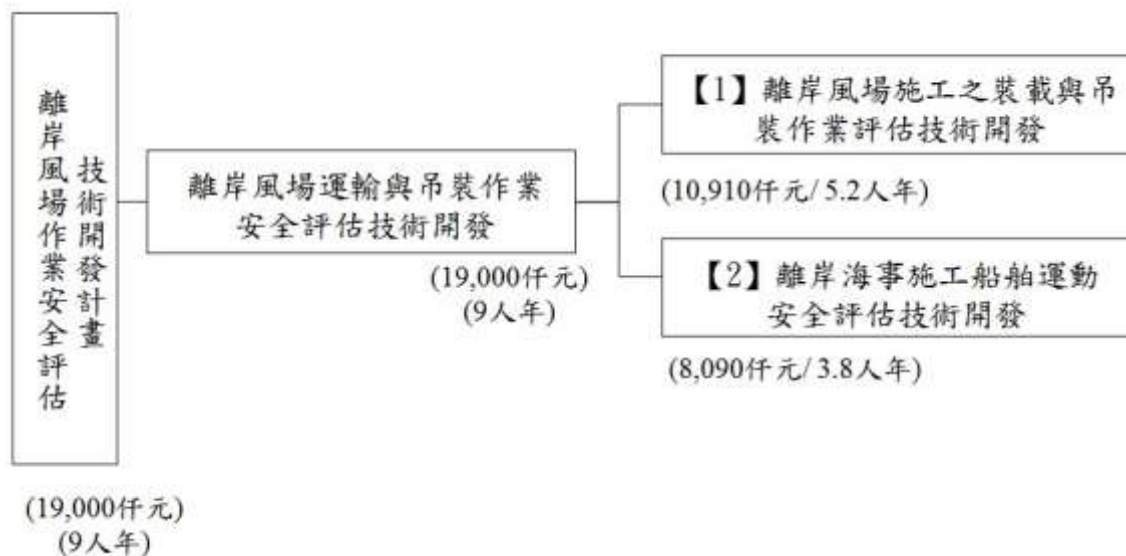 離岸風場作業安全評估
技術開發計畫
(19,000仟元)
(9人年)
離岸風場運輸與吊裝作業
安全評估技術開發
(19,000仟元)
(9人年)
【1】離岸風場施工之裝載與吊
裝作業評估技術開發
(10,910仟元/ 5.2人年)
【2】離岸海事施工船舶運動
安全評估技術開發
(8,090仟元/ 3.8人年)